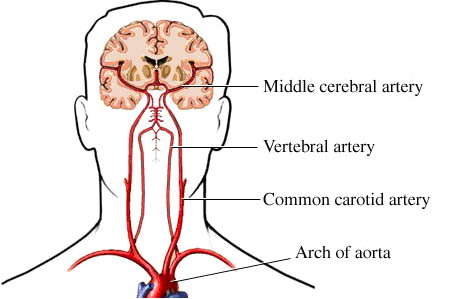 Middle cerebral artery
Vertebral artery
Common carotid artery
Arch of aorta